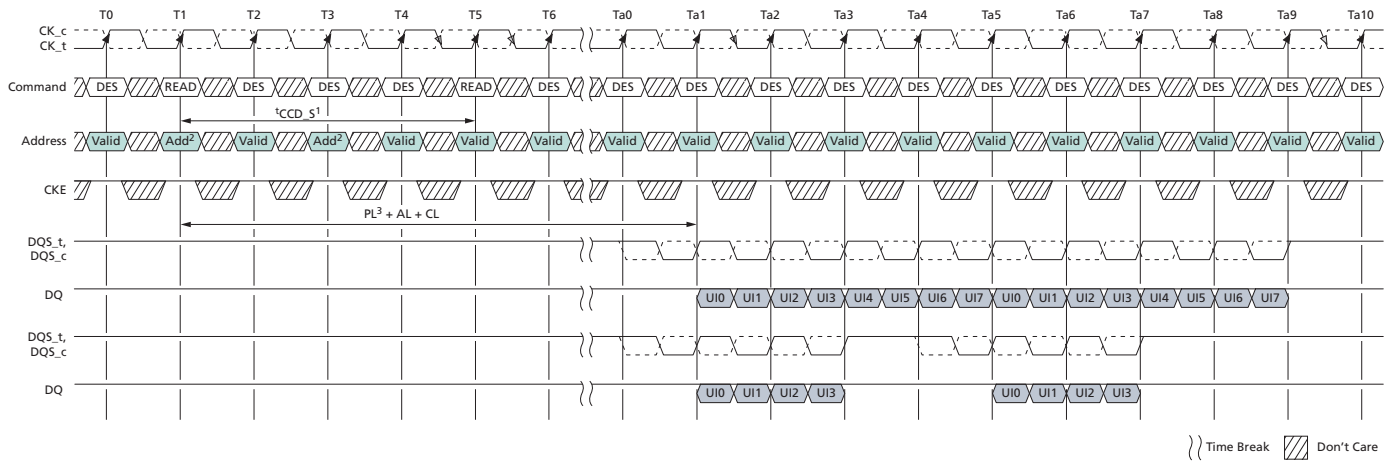 T0 T1 T2 T3 T4 T5 T6 Ta0 Ta1 Ta2 Ta3 Ta4 Ta5 Ta6 Ta7 Ta8 Ta9 Ta10
CK_c
CK_t
Command DES READ DES DES DES READ DES DES DES DES DES DES DES DES DES DES DES DES
tCCD_S1
Address Valid Add2 Valid Add2 Valid Valid Valid Valid Valid Valid Valid Valid Valid Valid Valid Valid Valid Valid
CKE
PL3 + AL + CL
DQS_t,
DQS_c
DQ UI0 UI1 UI2 UI3 UI4 UI5 UI6 UI7 UI0 UI1 UI2 UI3 UI4 UI5 UI6 UI7
DQS_t,
DQS_c
DQ UI0 UI1 UI2 UI3 UI0 UI1 UI2 UI3
Time Break Don't Care